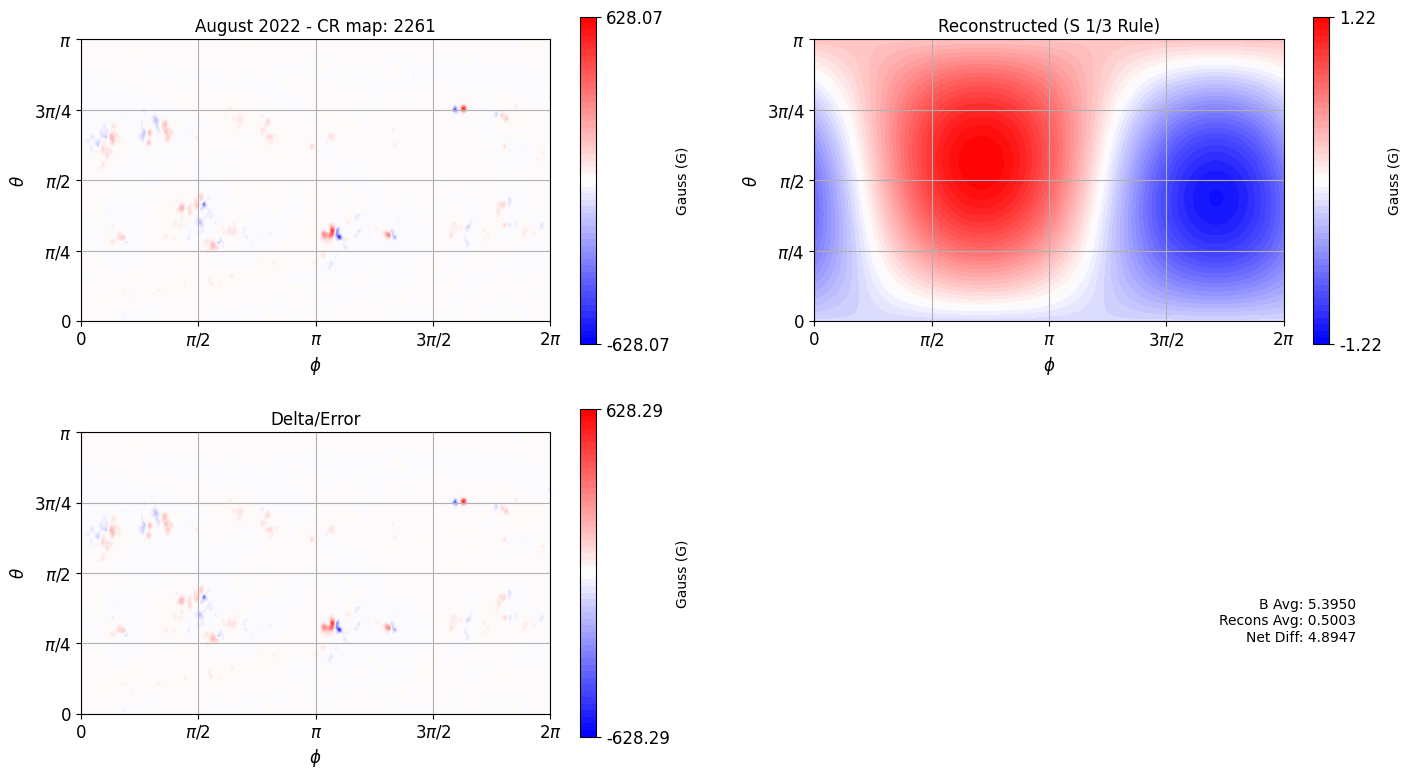 August 2022 - CR map: 2261
π
3π/4
π/2
π/4
0
θ
0
π/2
π
3π/2
2π
ϕ
628.07
-628.07
Gauss (G)
Reconstructed (S 1/3 Rule)
π
3π/4
π/2
π/4
0
θ
0
π/2
π
3π/2
2π
ϕ
1.22
-1.22
Gauss (G)
Delta/Error
π
3π/4
π/2
π/4
0
θ
0
π/2
π
3π/2
2π
ϕ
628.29
-628.29
Gauss (G)
B Avg: 5.3950
Recons Avg: 0.5003
Net Diff: 4.8947